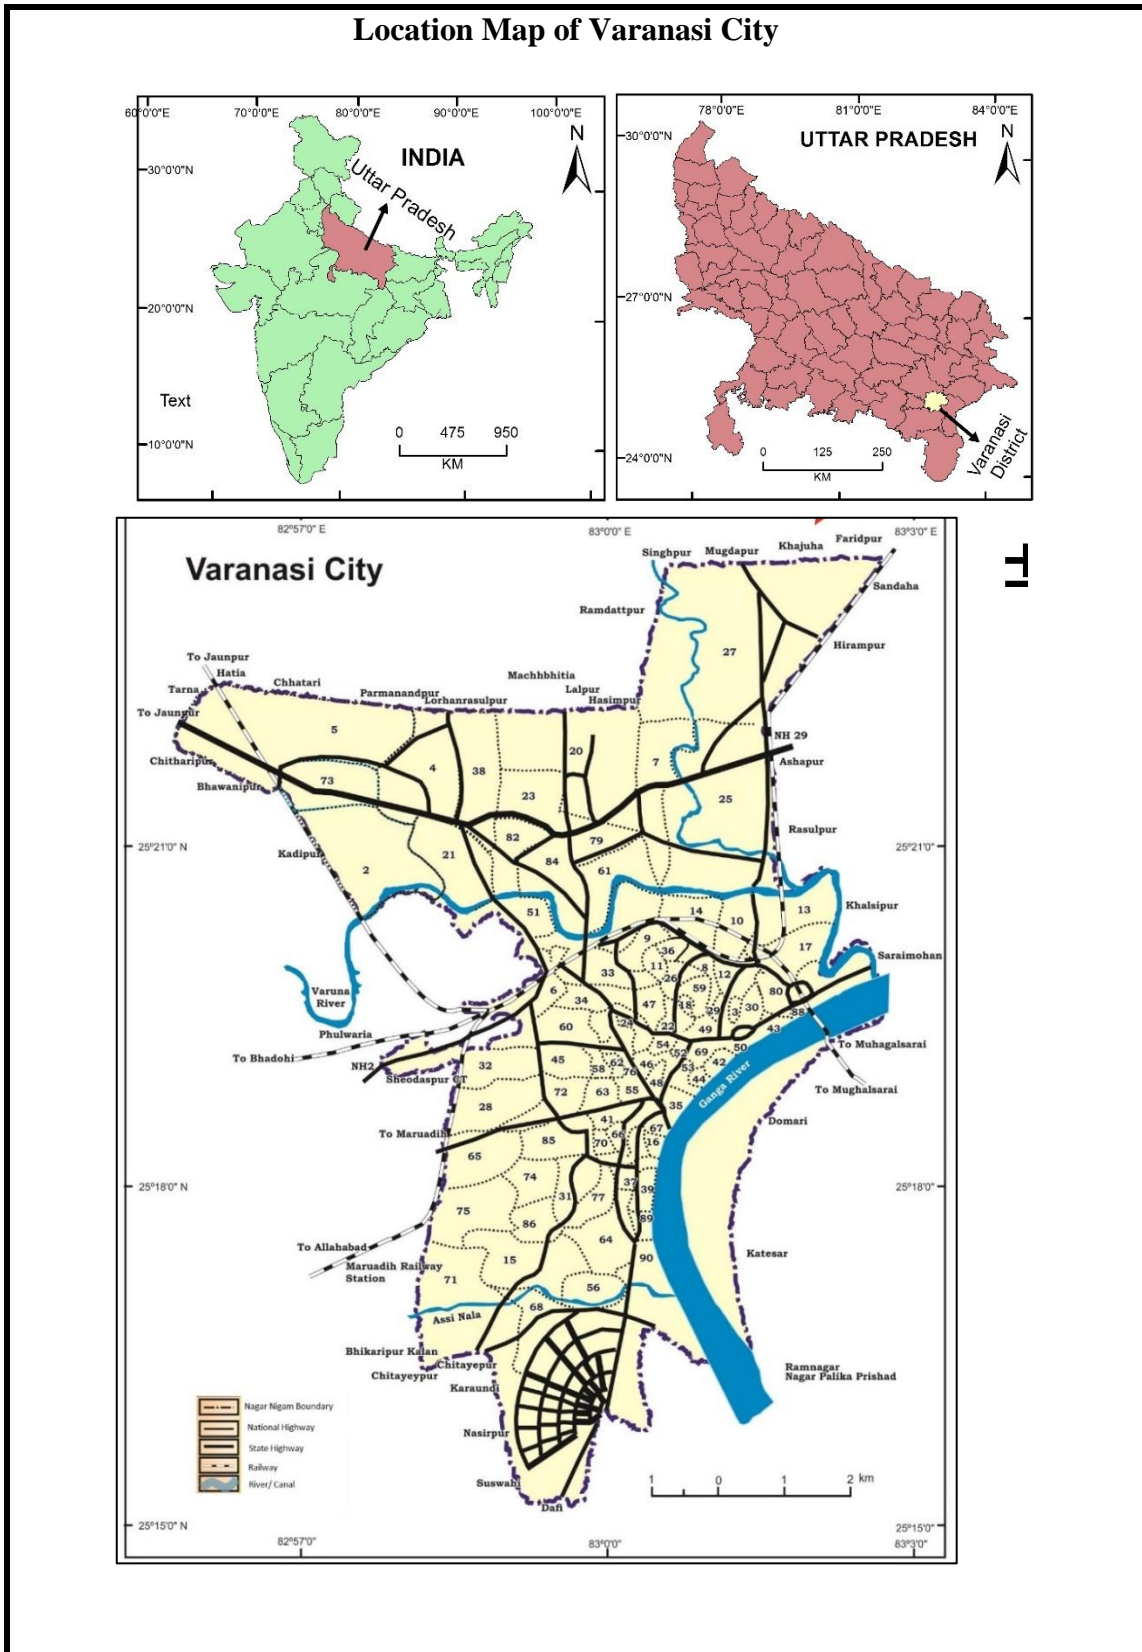 Location Map of Varanasi City
60°0'0"E 70°0'0"E 80°0'0"E 90°0'0"E 100°0'0"E
N
INDIA
Uttar Pradesh
30°0'0"N
20°0'0"N
Text
10°0'0"N
0 475 950
KM
78°0'0"E 81°0'0"E 84°0'0"E
30°0'0"N
UTTAR PRADESH
N
27°0'0"N
24°0'0"N
0 125 250
KM
Varanasi
District
82°57'0" E 83°0'0" E 83°3'0" E
Varanasi City
Singhpur Mugdapur Khajuha Faridpur
Sandaha
Ramdattpur
Hirampur
27
To Jaunpur
Hatia
Chhatari
Tarna
Parmanandpur
Lorhanrasulpur
Machhbhitia
Lalpur
Hasimpur
To Jaunpur
5
NH 29
Chitharipur
20
7
Ashapur
Bhawanipur
73 4 38
23
25
Rasulpur
25°21'0" N
82 79
25°21'0" N
Kadipur
21
84
2
61
51
14 10 13
Khalsipur
9
36
17
Saraimohan
11
33
26
8
12
59
Varuna
River
6
34
47
18
29
3
30
80
88
Phulwaria
60
24
22
49
43
To Muhagalsarai
To Bhadohi
NH2
Sheodaspur CT
32
45
54
52
69
50
62
58
76
46
53
42
To Mughalsarai
48
44
28
72
63
55
35
Ganga River
Domari
To Maruadih
41
67
66
16
85
70
65
25°18'0" N
25°18'0" N
74
37
39
31
77
75
86
89
To Allahabad
64
Katesar
Maruadih Railway
Station
15
90
71
56
68
Assi Nala
Bhikaripur Kalan
Chitayepur
Chitayeypur
Karaundi
Ramnagar
Nagar Palika Prishad
Nagar Nigam Boundary
National Highway
State Highway
Railway
River/ Canal
Nasirpur
Suswahi
Dafi
1 0 1 2 km
25°15'0" N
25°15'0"
82°57'0" 83°0'0" 83°3'0"